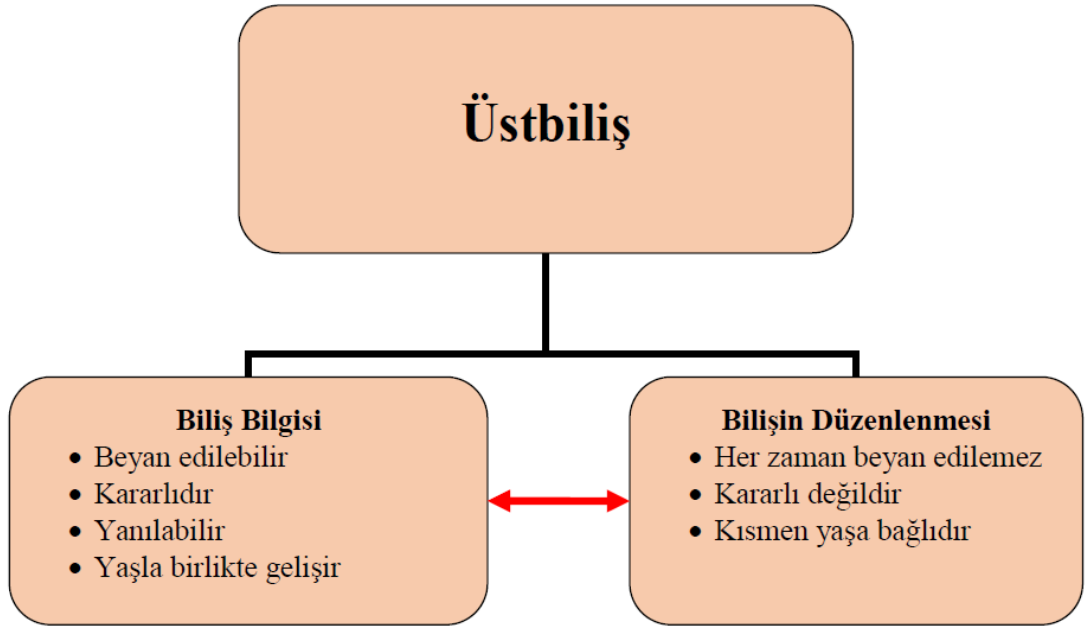 Üstbiliş
Biliş Bilgisi
• Beyan edilebilir
• Kararlıdır
• Yanılabilir
• Yaşla birlikte gelişir
Bilişin Düzenlenmesi
• Her zaman beyan edilemez
• Kararlı değildir
• Kısmen yaşa bağlıdır